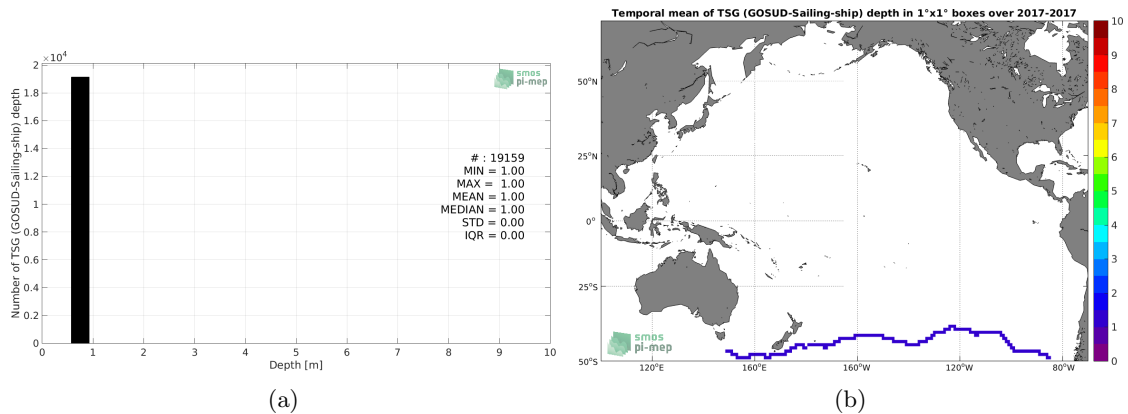 ×10⁴
2
1.8
1.6
1.4
1.2
1
0.8
0.6
0.4
0.2
0
Number of TSG (GOSUD-Sailing-ship) depth
smos
pi-mep
# : 19159
MIN = 1.00
MAX = 1.00
MEAN = 1.00
MEDIAN = 1.00
STD = 0.00
IQR = 0.00
0 1 2 3 4 5 6 7 8 9 10
Depth [m]
(a)
Temporal mean of TSG (GOSUD-Sailing-ship) depth in 1°x1° boxes over 2017-2017
50°N
25°N
0°
25°S
50°S
smos
pi-mep
120°E 160°E 160°W 120°W 80°W
10
9
8
7
6
5
4
3
2
1
0
(b)